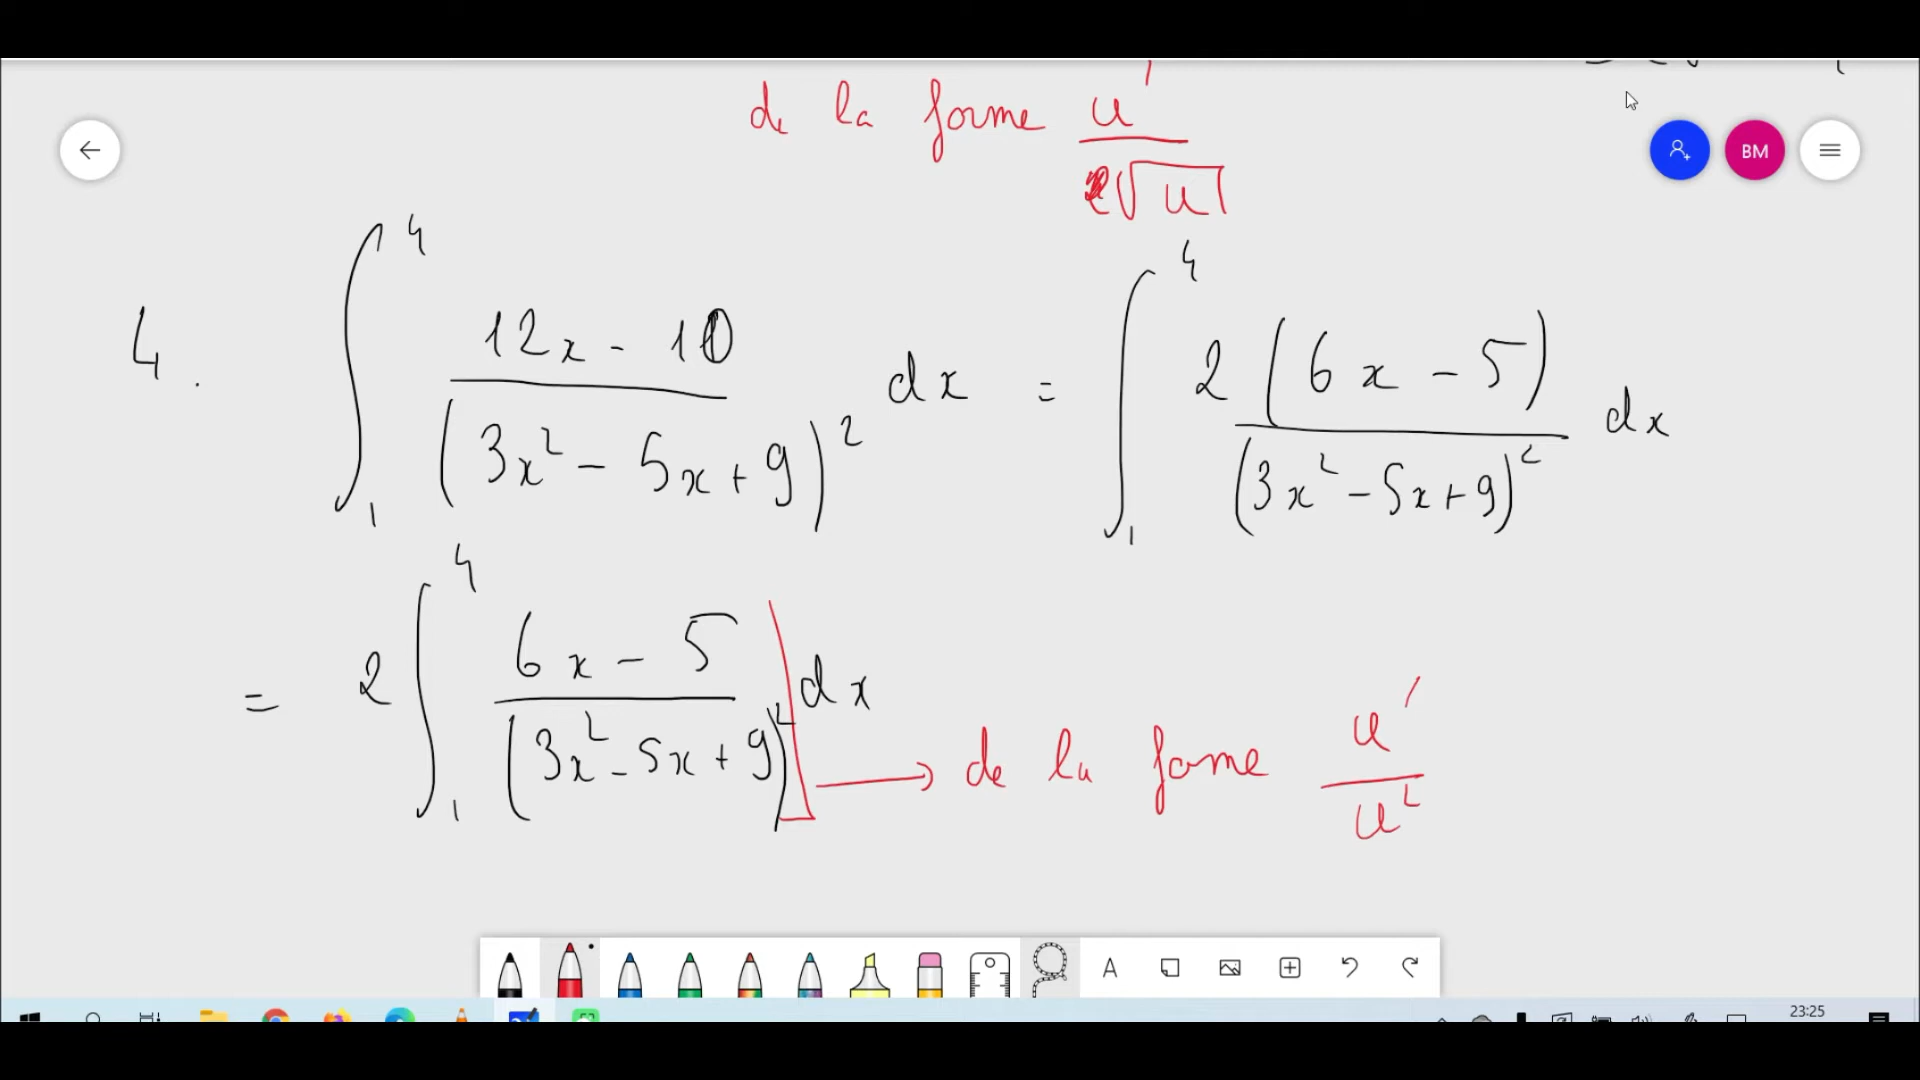 de la forme u' / 2√u
4. ∫₁⁴ (12x - 10) / (3x² - 5x + 9)² dx = ∫₁⁴ 2(6x - 5) / (3x² - 5x + 9)² dx
= 2 ∫₁⁴ (6x - 5) / (3x² - 5x + 9)² dx → de la forme u' / u²
BM
A
23:25